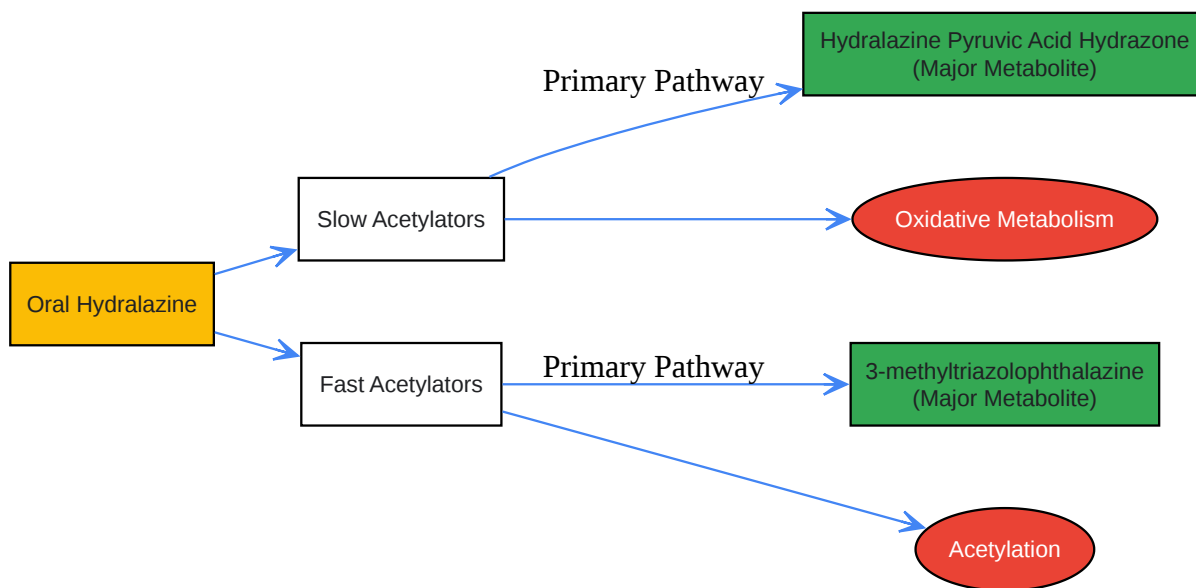 Hydralazine Pyruvic Acid Hydrazone
(Major Metabolite)
Primary Pathway
Slow Acetylators
Oxidative Metabolism
Oral Hydralazine
Primary Pathway
Fast Acetylators
3-methyltriazolophthalazine
(Major Metabolite)
Acetylation